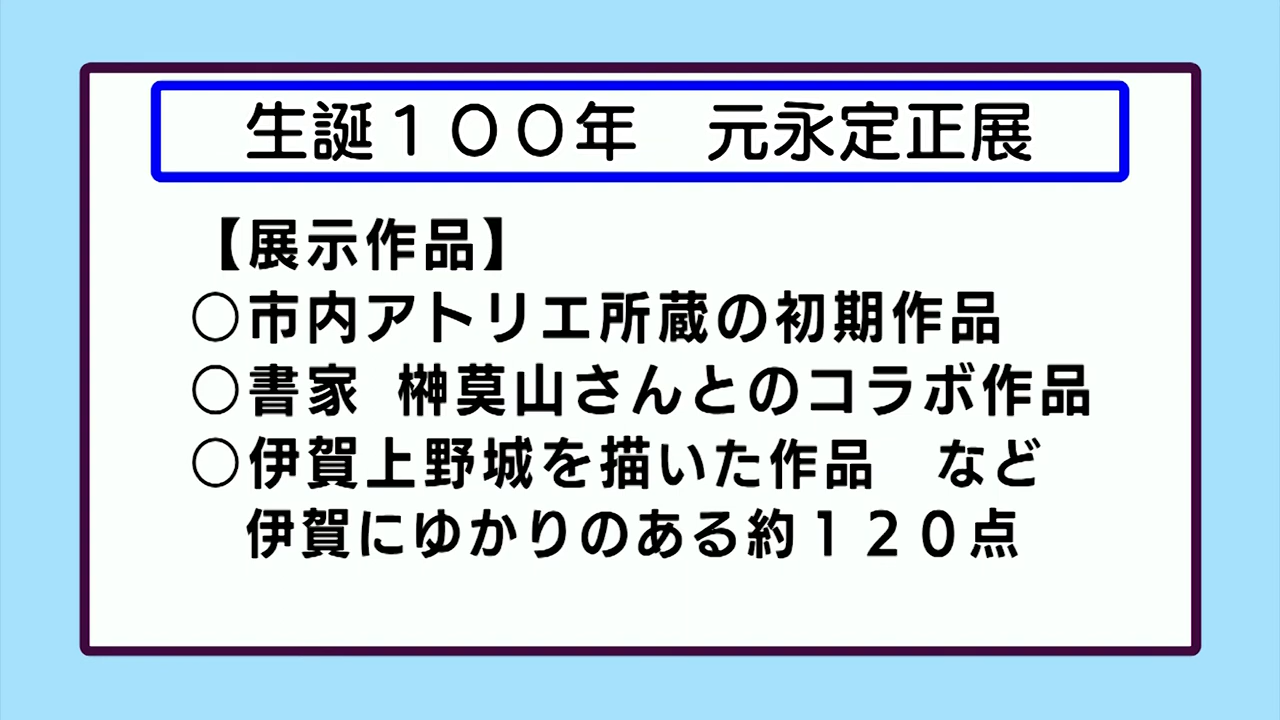 生誕１００年　元永定正展
【展示作品】
○市内アトリエ所蔵の初期作品
○書家 榊莫山さんとのコラボ作品
○伊賀上野城を描いた作品　など
伊賀にゆかりのある約１２０点